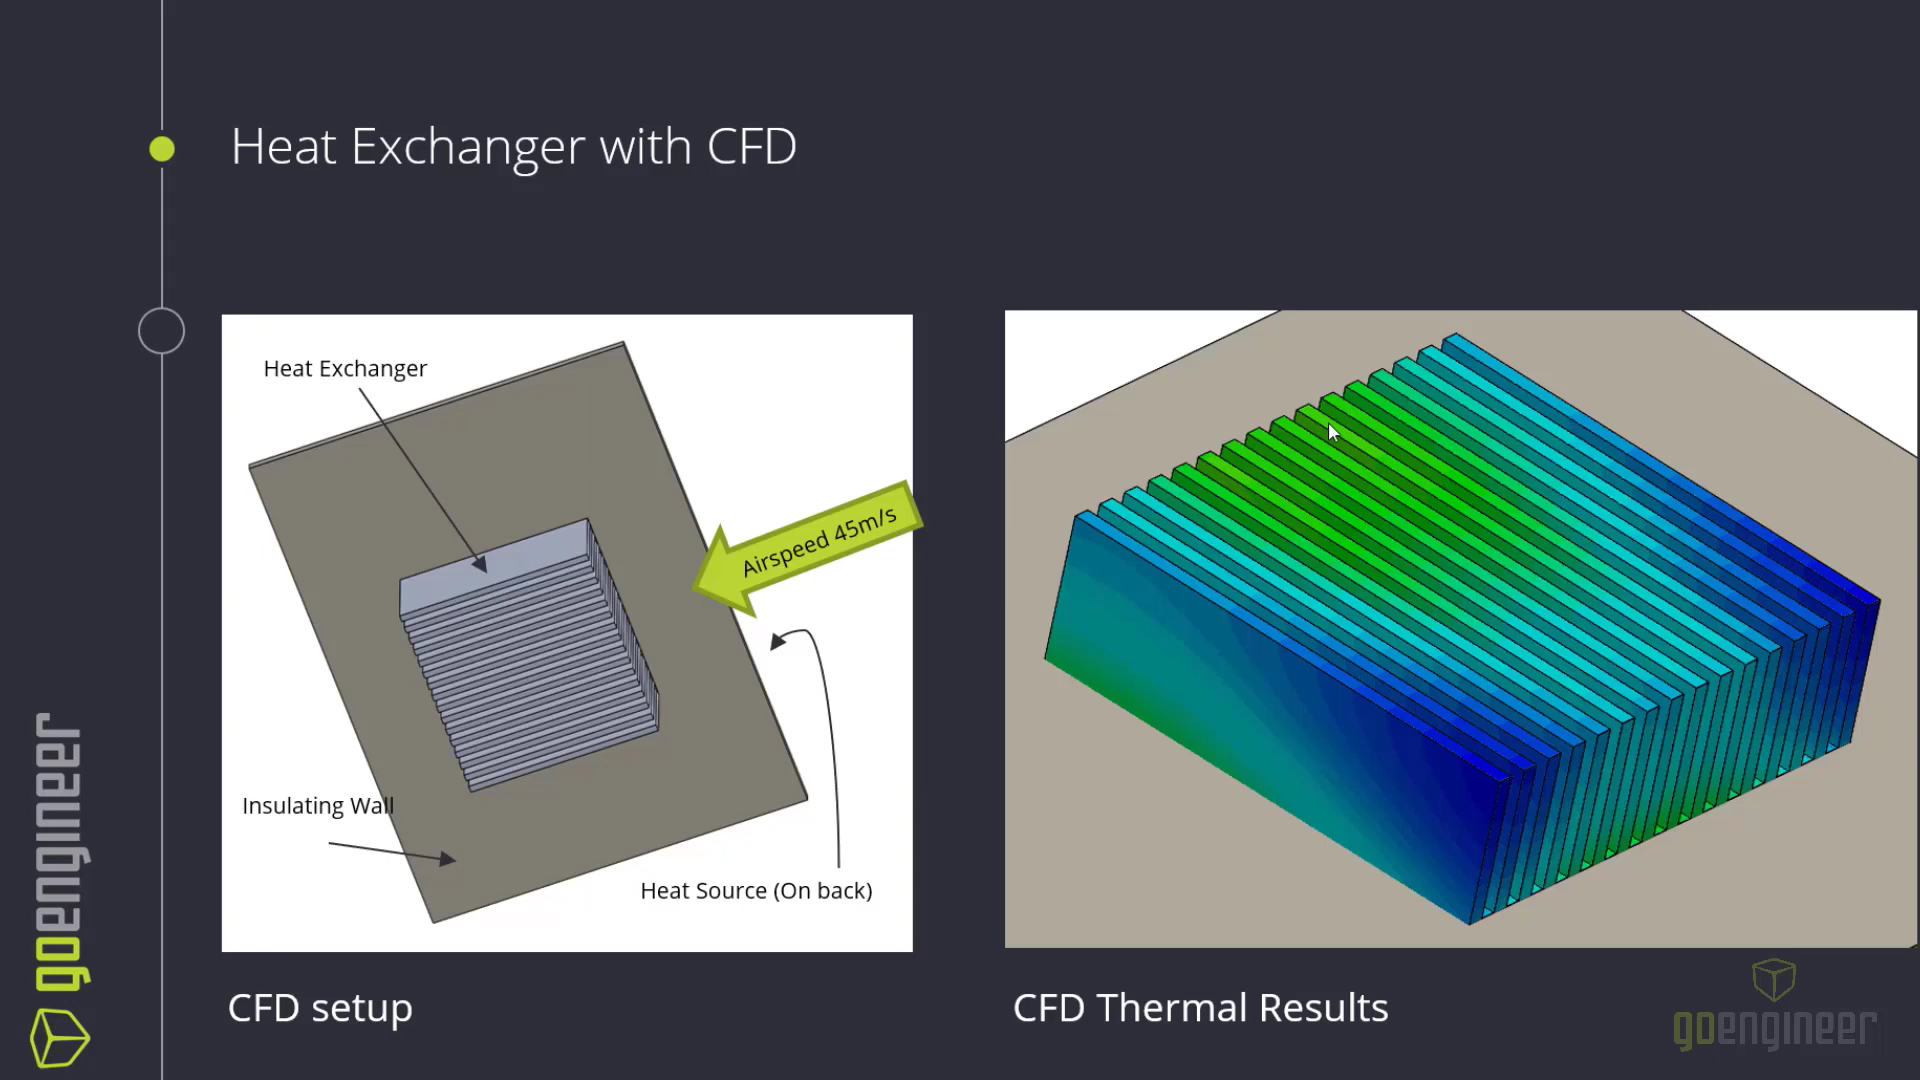 Heat Exchanger with CFD
Heat Exchanger
Airspeed 45m/s
Insulating Wall
Heat Source (On back)
CFD setup
CFD Thermal Results
goengineer
goengineer